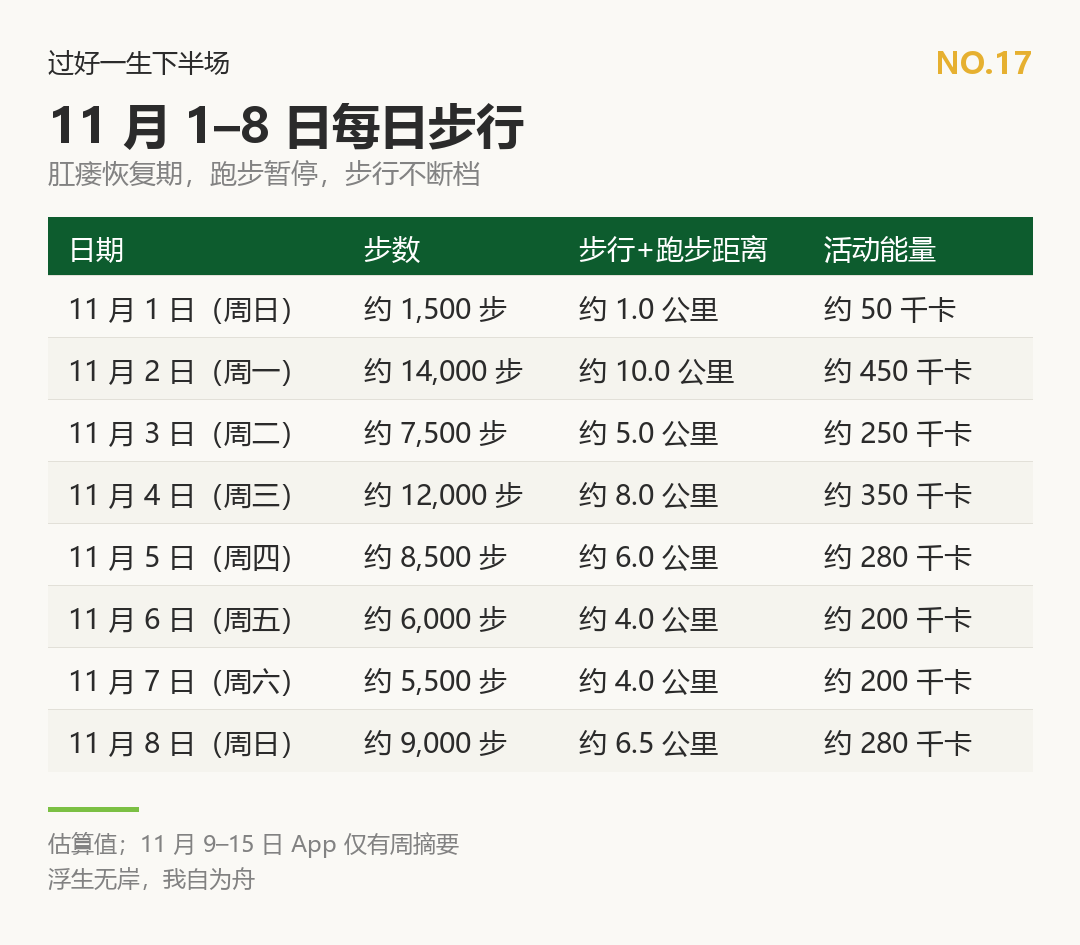 过好一生下半场
NO.17
11 月 1–8 日每日步行
肛瘘恢复期，跑步暂停，步行不断档
日期 步数 步行+跑步距离 活动能量
11 月 1 日（周日） 约 1,500 步 约 1.0 公里 约 50 千卡
11 月 2 日（周一） 约 14,000 步 约 10.0 公里 约 450 千卡
11 月 3 日（周二） 约 7,500 步 约 5.0 公里 约 250 千卡
11 月 4 日（周三） 约 12,000 步 约 8.0 公里 约 350 千卡
11 月 5 日（周四） 约 8,500 步 约 6.0 公里 约 280 千卡
11 月 6 日（周五） 约 6,000 步 约 4.0 公里 约 200 千卡
11 月 7 日（周六） 约 5,500 步 约 4.0 公里 约 200 千卡
11 月 8 日（周日） 约 9,000 步 约 6.5 公里 约 280 千卡
估算值；11 月 9–15 日 App 仅有周摘要
浮生无岸，我自为舟